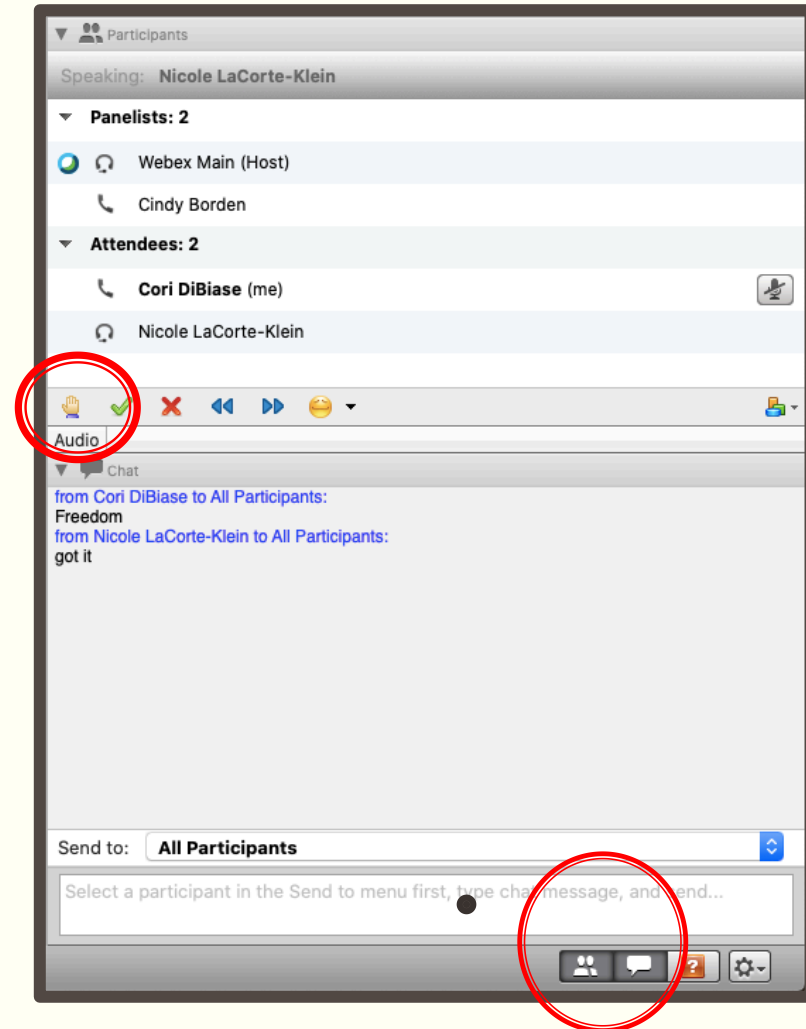 Participants
Speaking: Nicole LaCorte-Klein
Panelists: 2
Webex Main (Host)
Cindy Borden
Attendees: 2
Cori DiBiase (me)
Nicole LaCorte-Klein
Audio
Chat
from Cori DiBiase to All Participants:
Freedom
from Nicole LaCorte-Klein to All Participants:
got it
Send to: All Participants
Select a participant in the Send to menu first, type chat message, and send...
?